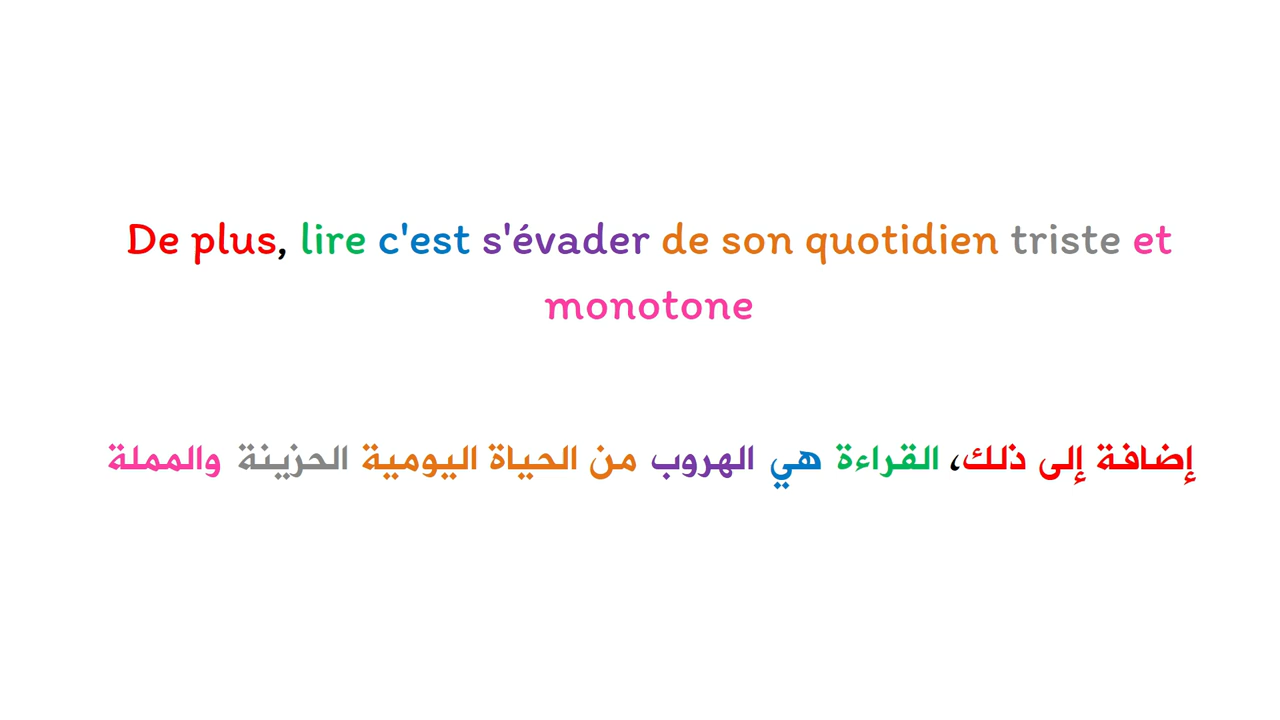 De plus, lire c'est s'évader de son quotidien triste et
monotone
إضافة إلى ذلك، القراءة هي الهروب من الحياة اليومية الحزينة والمملة